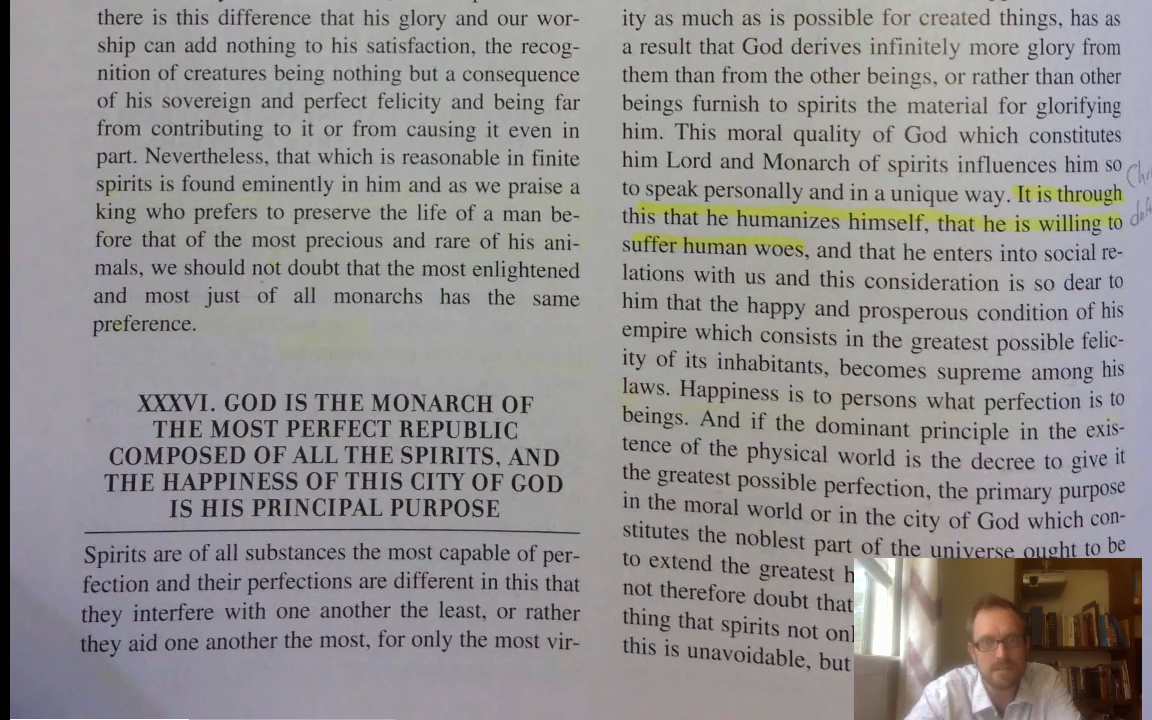 there is this difference that his glory and our wor-
ship can add nothing to his satisfaction, the recog-
nition of creatures being nothing but a consequence
of his sovereign and perfect felicity and being far
from contributing to it or from causing it even in
part. Nevertheless, that which is reasonable in finite
spirits is found eminently in him and as we praise a
king who prefers to preserve the life of a man be-
fore that of the most precious and rare of his ani-
mals, we should not doubt that the most enlightened
and most just of all monarchs has the same
preference.
XXXVI. GOD IS THE MONARCH OF
THE MOST PERFECT REPUBLIC
COMPOSED OF ALL THE SPIRITS, AND
THE HAPPINESS OF THIS CITY OF GOD
IS HIS PRINCIPAL PURPOSE
Spirits are of all substances the most capable of per-
fection and their perfections are different in this that
they interfere with one another the least, or rather
they aid one another the most, for only the most vir-
ity as much as is possible for created things, has as
a result that God derives infinitely more glory from
them than from the other beings, or rather than other
beings furnish to spirits the material for glorifying
him. This moral quality of God which constitutes
him Lord and Monarch of spirits influences him so
to speak personally and in a unique way. It is through
this that he humanizes himself, that he is willing to
suffer human woes, and that he enters into social re-
lations with us and this consideration is so dear to
him that the happy and prosperous condition of his
empire which consists in the greatest possible felic-
ity of its inhabitants, becomes supreme among his
laws. Happiness is to persons what perfection is to
beings. And if the dominant principle in the exis-
tence of the physical world is the decree to give it
the greatest possible perfection, the primary purpose
in the moral world or in the city of God which con-
stitutes the noblest part of the universe ought to be
to extend the greatest h
not therefore doubt that
thing that spirits not onl
this is unavoidable, but